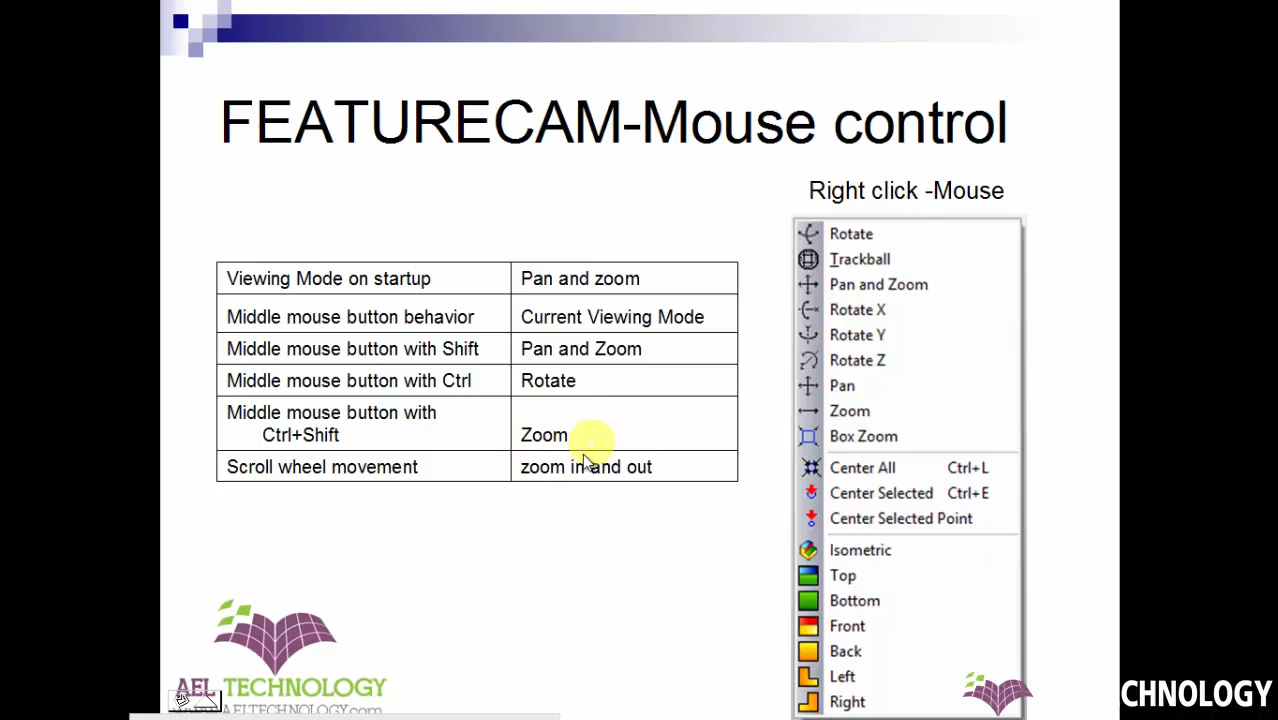 FEATURECAM-Mouse control
Right click -Mouse
Viewing Mode on startup Pan and zoom
Middle mouse button behavior Current Viewing Mode
Middle mouse button with Shift Pan and Zoom
Middle mouse button with Ctrl Rotate
Middle mouse button with
Ctrl+Shift Zoom
Scroll wheel movement zoom in and out
Rotate
Trackball
Pan and Zoom
Rotate X
Rotate Y
Rotate Z
Pan
Zoom
Box Zoom
Center All Ctrl+L
Center Selected Ctrl+E
Center Selected Point
Isometric
Top
Bottom
Front
Back
Left
Right
AEL TECHNOLOGY
CHNOLOGY